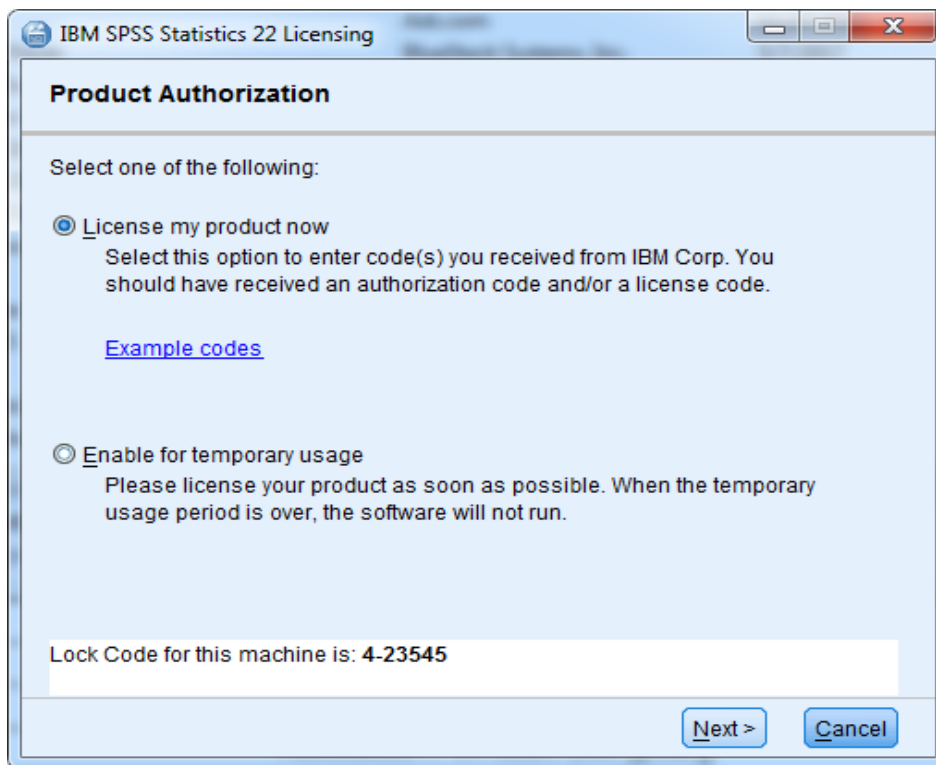 IBM SPSS Statistics 22 Licensing
Product Authorization
Select one of the following:
License my product now
Select this option to enter code(s) you received from IBM Corp. You
should have received an authorization code and/or a license code.
Example codes
Enable for temporary usage
Please license your product as soon as possible. When the temporary
usage period is over, the software will not run.
Lock Code for this machine is: 4-23545
Next >
Cancel